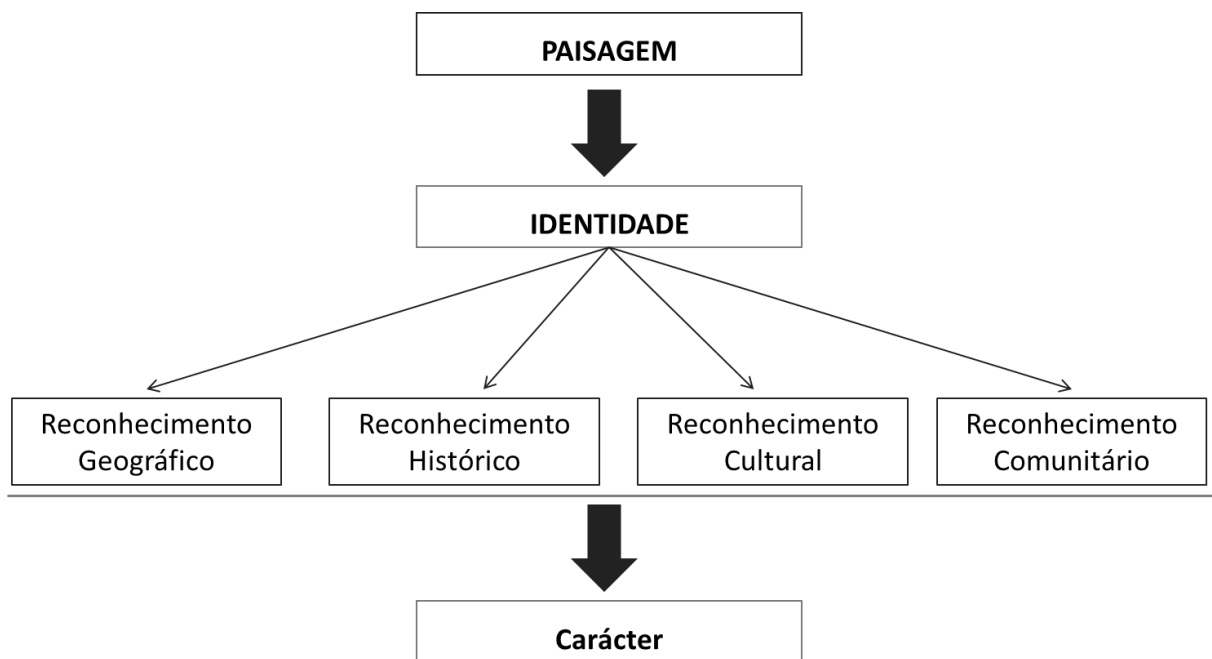 PAISAGEM
IDENTIDADE
Reconhecimento
Geográfico
Reconhecimento
Histórico
Reconhecimento
Cultural
Reconhecimento
Comunitário
Carácter